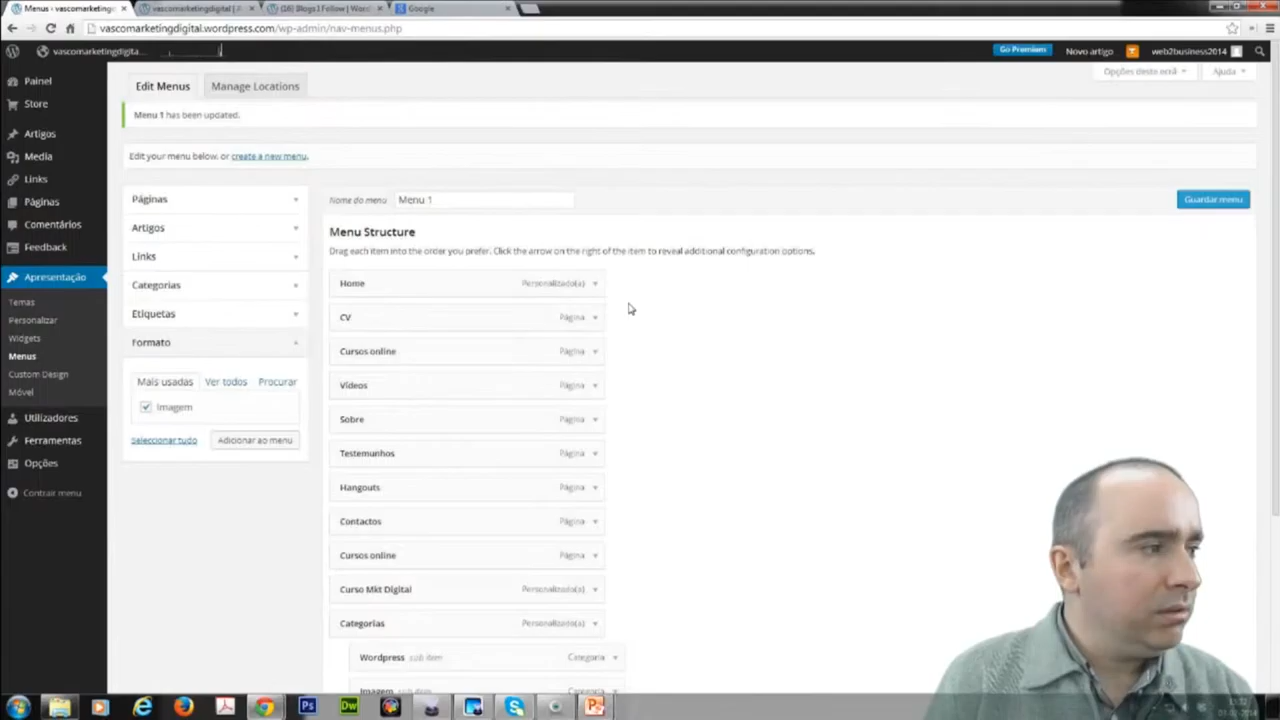 Menus ‹ vascomarketing
vascomarketingdigital |
(16) Blogs I Follow | Word
Google
vascomarketingdigital.wordpress.com/wp-admin/nav-menus.php
vascomarketingdigita...
Go Premium
Novo artigo
web2business2014
Opções deste ecrã
Ajuda
Painel
Store
Artigos
Media
Links
Páginas
Comentários
Feedback
Apresentação
Temas
Personalizar
Widgets
Menus
Custom Design
Móvel
Utilizadores
Ferramentas
Opções
Contrair menu
Edit Menus
Manage Locations
Menu 1 has been updated.
Edit your menu below, or create a new menu.
Páginas
Artigos
Links
Categorias
Etiquetas
Formato
Mais usadas
Ver todos
Procurar
Imagem
Seleccionar tudo
Adicionar ao menu
Nome do menu
Menu 1
Guardar menu
Menu Structure
Drag each item into the order you prefer. Click the arrow on the right of the item to reveal additional configuration options.
Home Personalizado(a)
CV Página
Cursos online Página
Vídeos Página
Sobre Página
Testemunhos Página
Hangouts Página
Contactos Página
Cursos online Página
Curso Mkt Digital Personalizado(a)
Categorias Personalizado(a)
Wordpress sub item Categoria
Imagem sub item Categoria
Ps
Dw